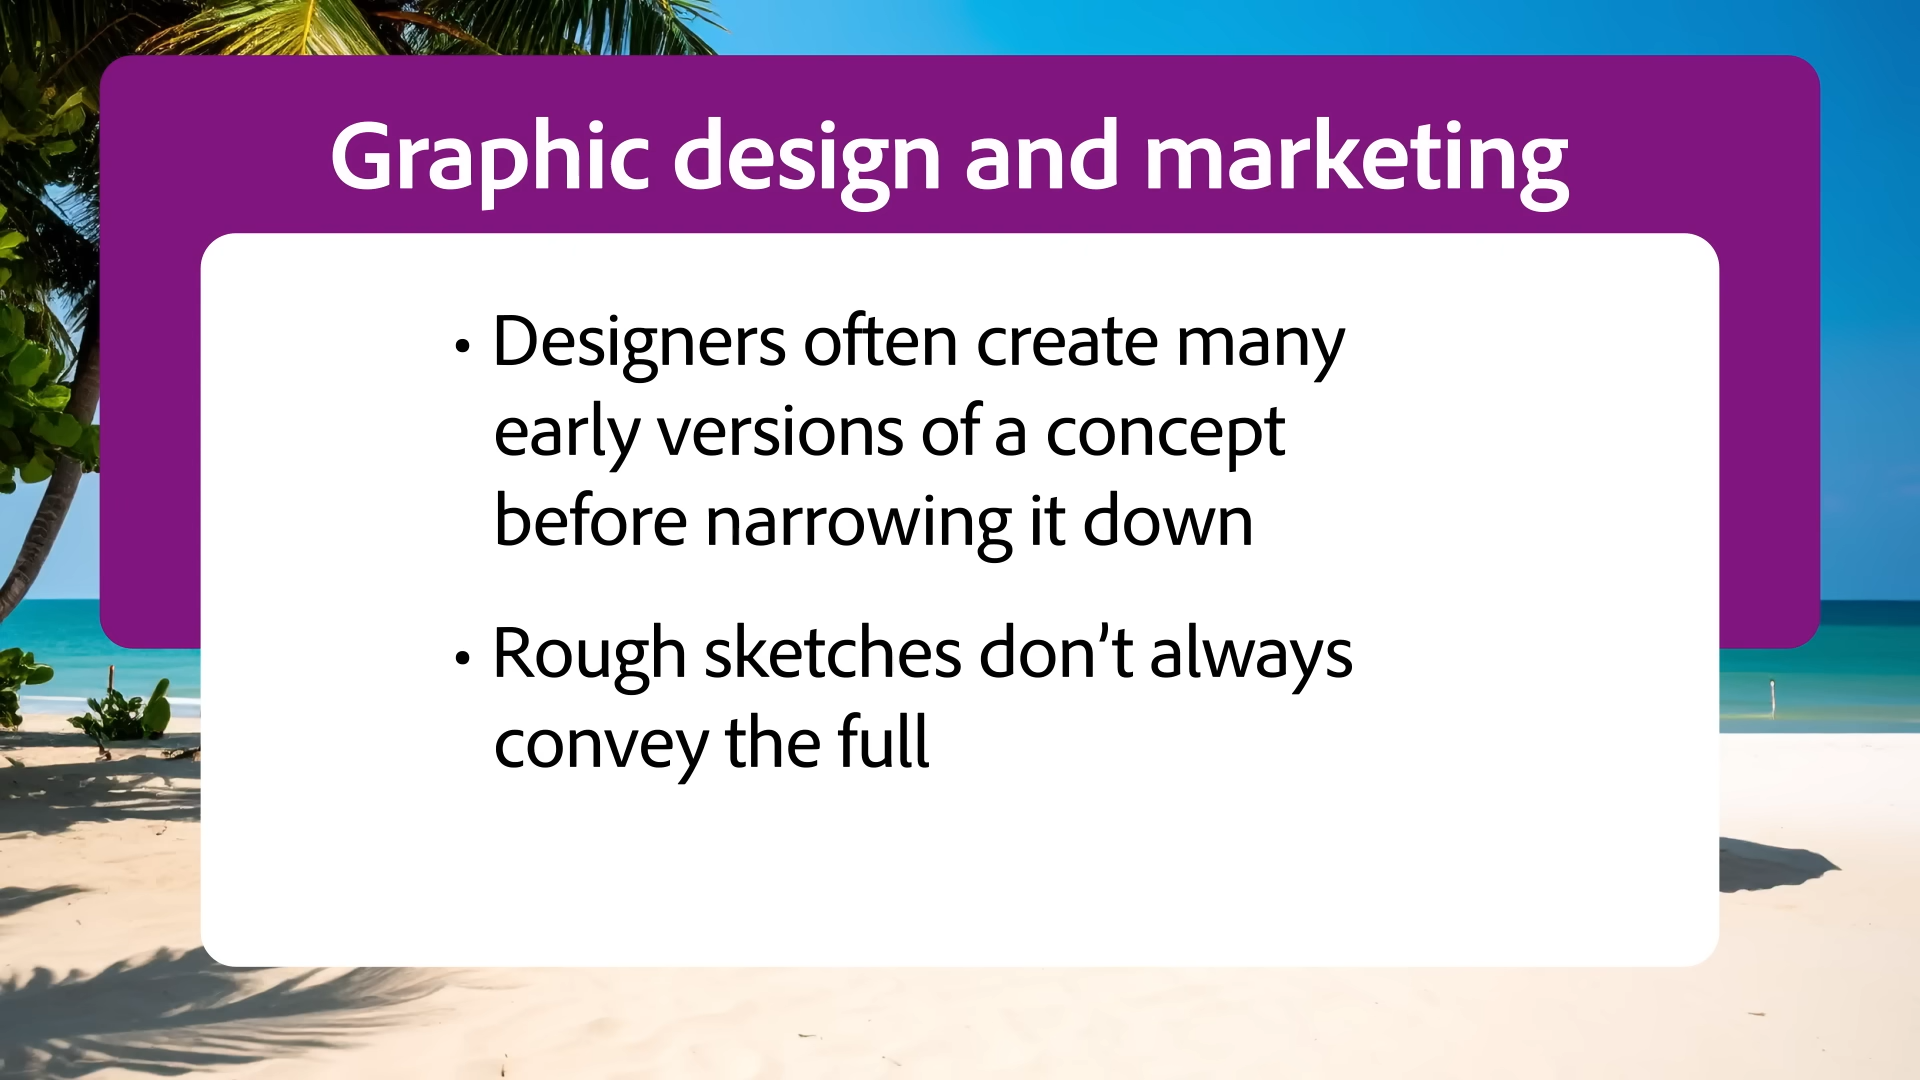 Graphic design and marketing
• Designers often create many
early versions of a concept
before narrowing it down
• Rough sketches don’t always
convey the full